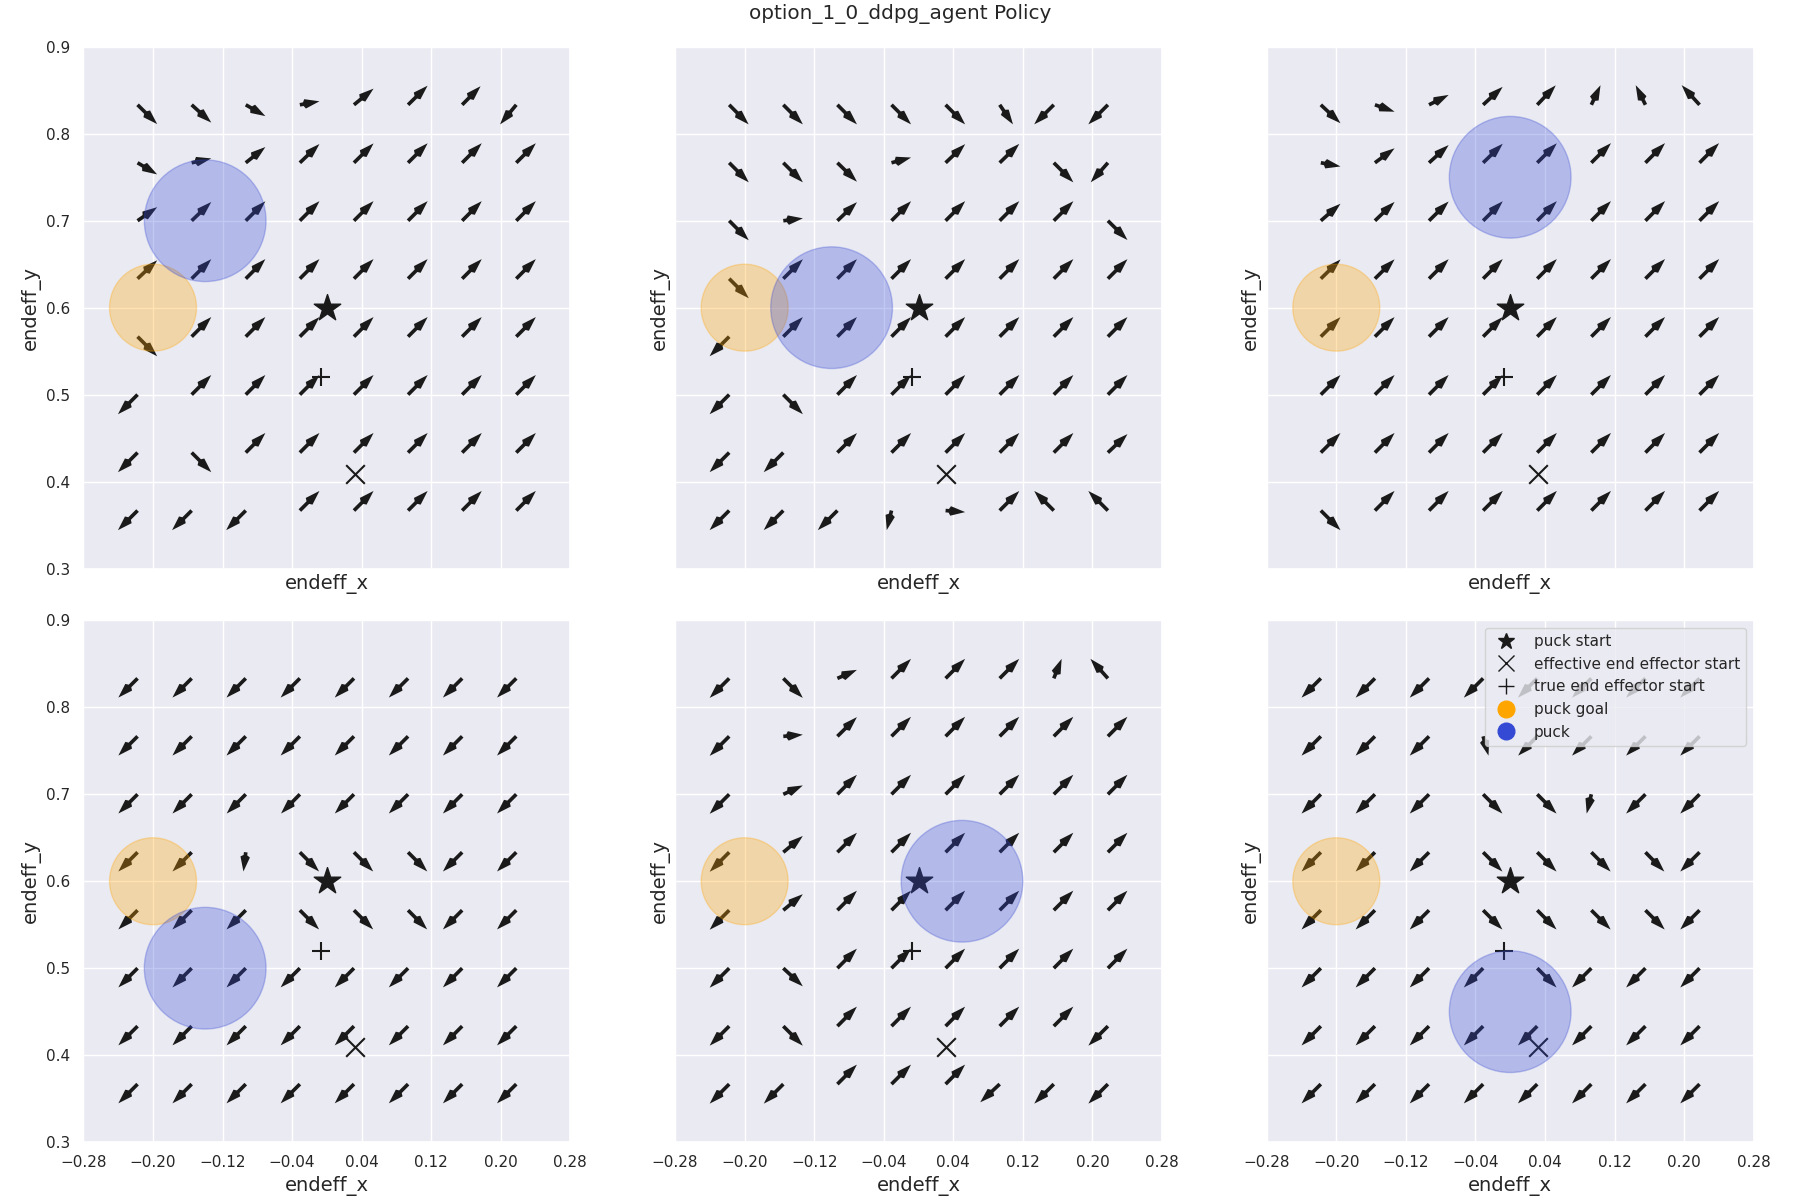 option_1_0_ddpg_agent Policy
0.9
0.8
0.7
0.6
0.5
0.4
0.3
endeff_y
endeff_x
endeff_y
endeff_x
endeff_y
endeff_x
0.9
0.8
0.7
0.6
0.5
0.4
0.3
endeff_y
−0.28 −0.20 −0.12 −0.04 0.04 0.12 0.20 0.28
endeff_x
endeff_y
−0.28 −0.20 −0.12 −0.04 0.04 0.12 0.20 0.28
endeff_x
puck start
effective end effector start
true end effector start
puck goal
puck
endeff_y
−0.28 −0.20 −0.12 −0.04 0.04 0.12 0.20 0.28
endeff_x